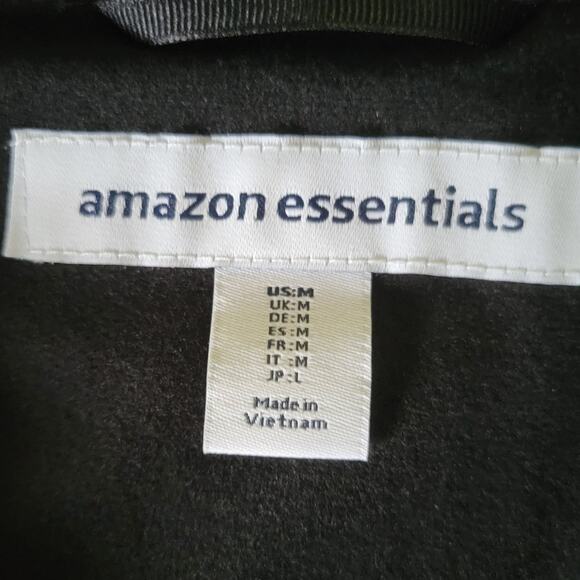 amazon essentials
US:M
UK:M
DE:M
ES:M
FR:M
IT :M
JP:L
Made in
Vietnam